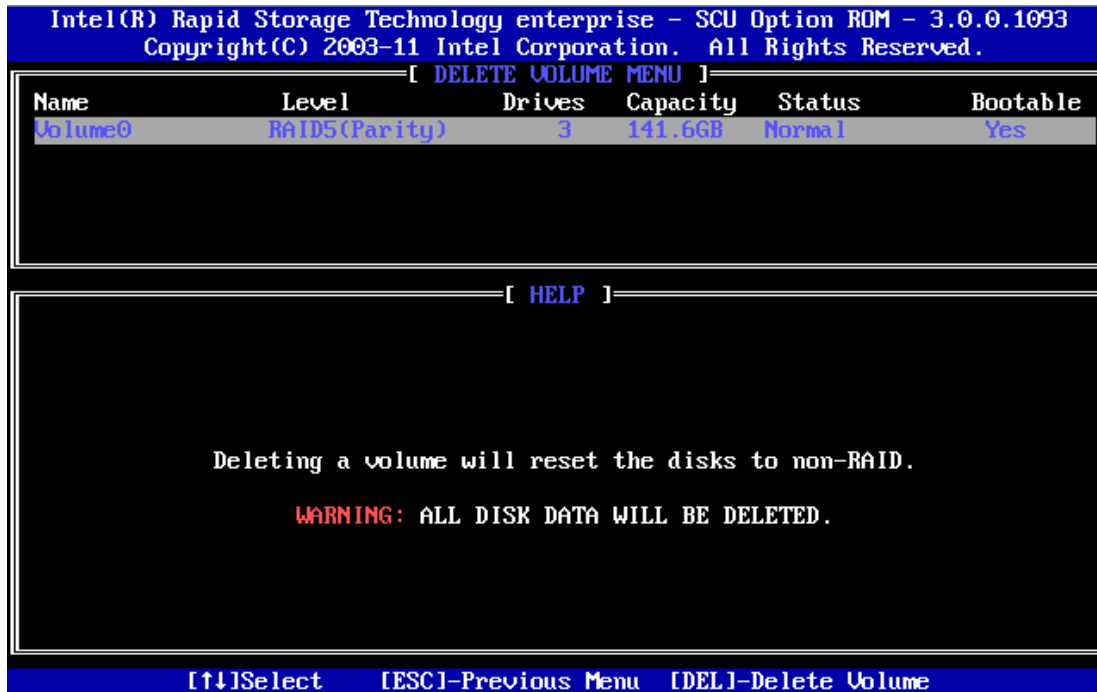 Intel(R) Rapid Storage Technology enterprise - SCU Option ROM - 3.0.0.1093
Copyright(C) 2003-11 Intel Corporation. All Rights Reserved.
[ DELETE VOLUME MENU ]
Name Level Drives Capacity Status Bootable
Volume0 RAID5(Parity) 3 141.6GB Normal Yes
[ HELP ]
Deleting a volume will reset the disks to non-RAID.
WARNING: ALL DISK DATA WILL BE DELETED.
[↑↓]Select [ESC]-Previous Menu [DEL]-Delete Volume